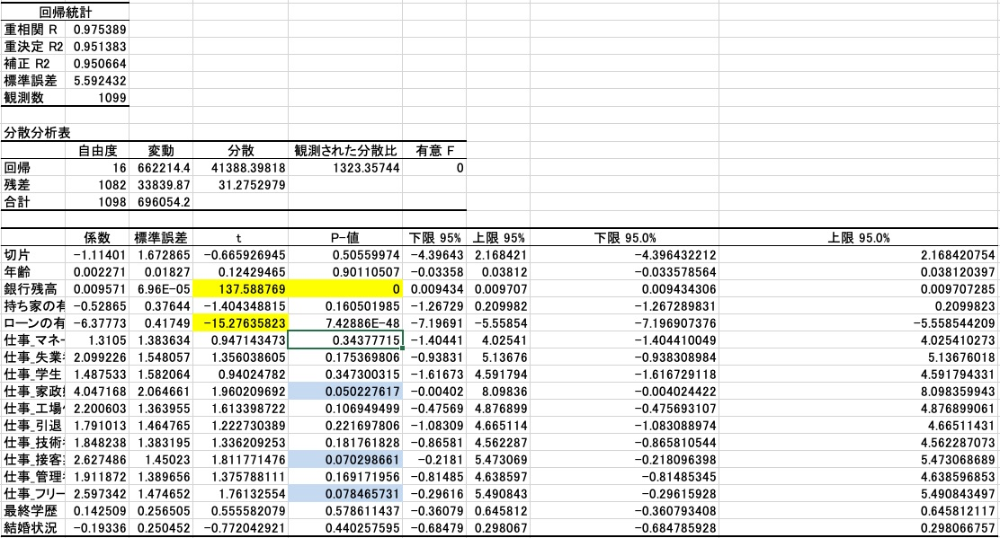 回帰統計
重相関 R 0.975389
重決定 R2 0.951383
補正 R2 0.950664
標準誤差 5.592432
観測数 1099
分散分析表
自由度 変動 分散 観測された分散比 有意 F
回帰 16 662214.4 41388.39818 1323.35744 0
残差 1082 33839.87 31.2752979
合計 1098 696054.2
係数 標準誤差 t P-値 下限 95% 上限 95% 下限 95.0% 上限 95.0%
切片 -1.11401 1.672865 -0.665926945 0.50559974 -4.39643 2.168421 -4.396432212 2.168420754
年齢 0.002271 0.01827 0.12429465 0.90110507 -0.03358 0.03812 -0.033578564 0.038120397
銀行残高 0.009571 6.96E-05 137.588769 0 0.009434 0.009707 0.009434306 0.009707285
持ち家の有 -0.52865 0.37644 -1.404348815 0.160501985 -1.26729 0.209982 -1.267289831 0.2099823
ローンの有 -6.37773 0.41749 -15.27635823 7.42886E-48 -7.19691 -5.55854 -7.196907376 -5.558544209
仕事_マネー 1.3105 1.383634 0.947143473 0.34377715 -1.40441 4.02541 -1.404410049 4.025410273
仕事_失業 2.099226 1.548057 1.356038605 0.175369806 -0.93831 5.13676 -0.938308984 5.13676018
仕事_学生 1.487533 1.582064 0.94024782 0.347300315 -1.61673 4.591794 -1.616729118 4.591794331
仕事_家政 4.047168 2.064661 1.960209692 0.050227617 -0.00402 8.09836 -0.004024422 8.098359943
仕事_工場 2.200603 1.363955 1.613398722 0.106949499 -0.47569 4.876899 -0.475693107 4.876899061
仕事_引退 1.791013 1.464765 1.222730389 0.221697806 -1.08309 4.665114 -1.083088974 4.66511431
仕事_技術 1.848238 1.383195 1.336209253 0.181761828 -0.86581 4.562287 -0.865810544 4.562287073
仕事_接客 2.627486 1.45023 1.811771476 0.070298661 -0.2181 5.473069 -0.218096398 5.473068689
仕事_管理 1.911872 1.389656 1.375788111 0.169171956 -0.81485 4.638597 -0.81485345 4.638596853
仕事_フリー 2.597342 1.474652 1.76132554 0.078465731 -0.29616 5.490843 -0.29615928 5.490843497
最終学歴 0.142509 0.256505 0.555582079 0.578611437 -0.36079 0.645812 -0.360793408 0.645812117
結婚状況 -0.19336 0.250452 -0.772042921 0.440257595 -0.68479 0.298067 -0.684785928 0.298066757